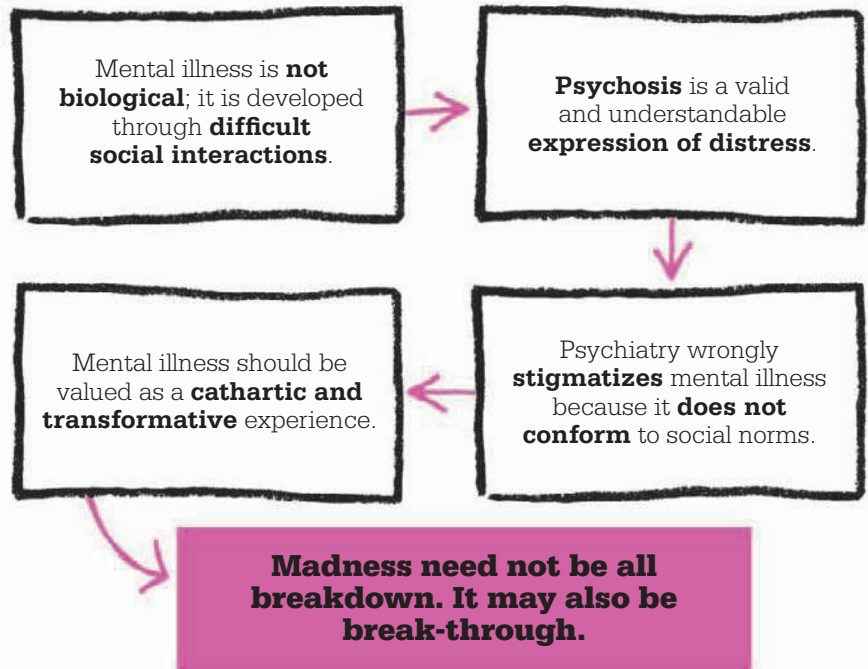 Mental illness is not
biological; it is developed
through difficult
social interactions.
Psychosis is a valid
and understandable
expression of distress.
Psychiatry wrongly
stigmatizes mental illness
because it does not
conform to social norms.
Mental illness should be
valued as a cathartic and
transformative experience.
Madness need not be all
breakdown. It may also be
break-through.